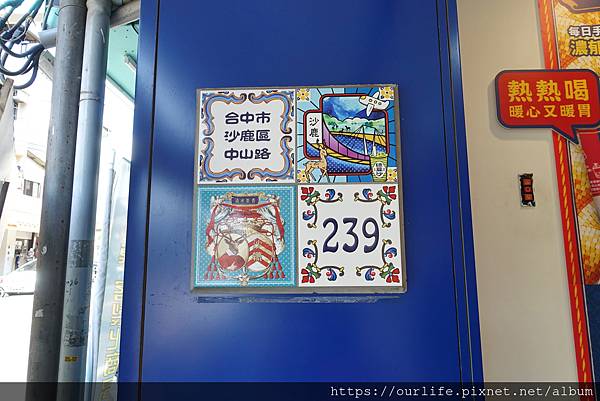 台中市
沙鹿區
中山路
沙鹿
239
每日手
濃郁
熱熱喝
暖心又暖胃
https://ourlife.pixnet.net/album